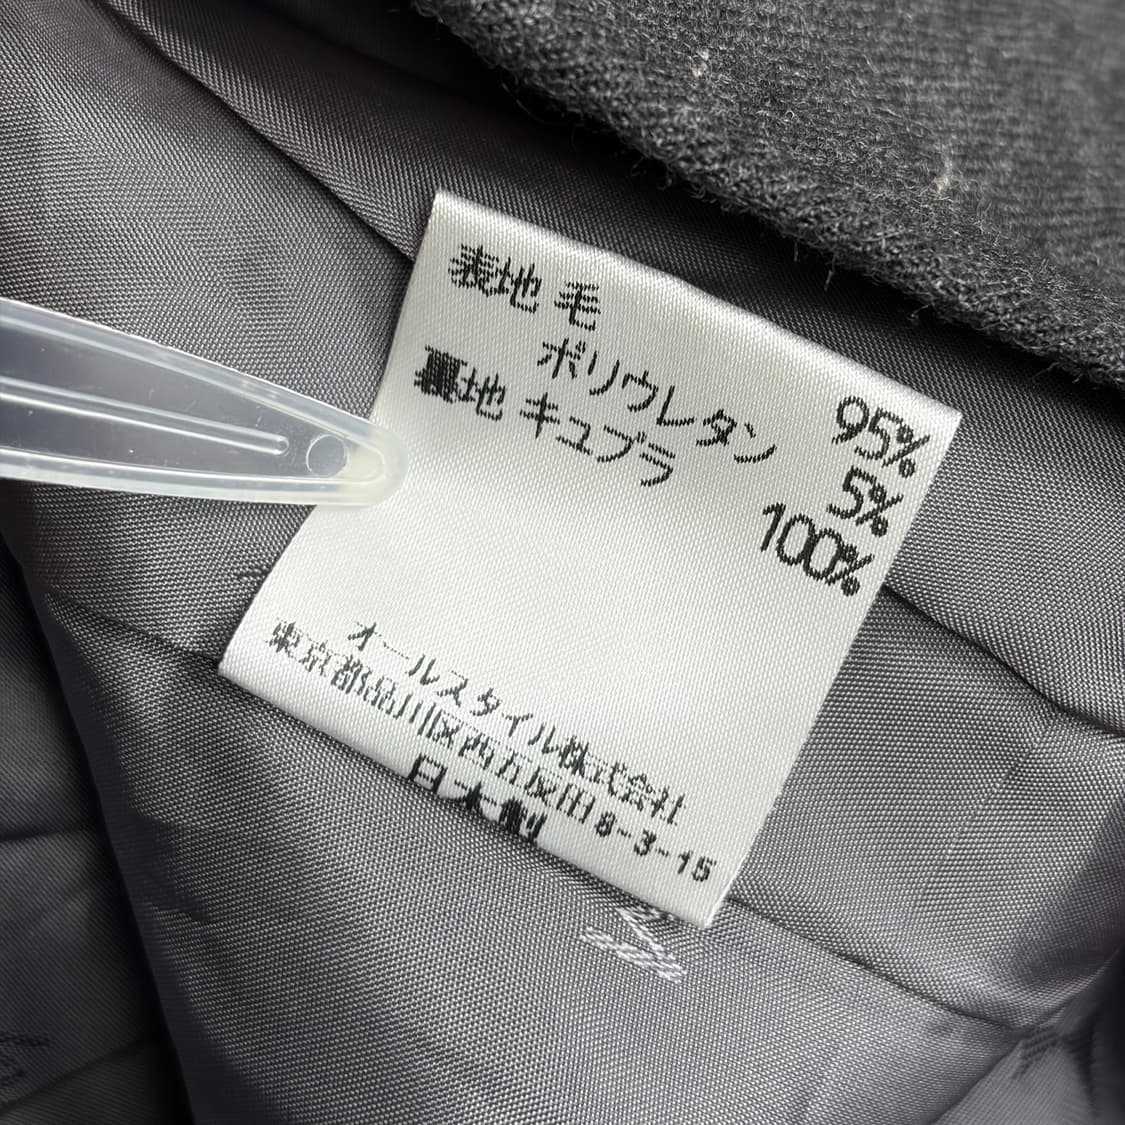 表地 毛 95%
ポリウレタン 5%
裏地 キュプラ 100%
オールスタイル株式会社
東京都品川区西五反田8-3-15
日本製